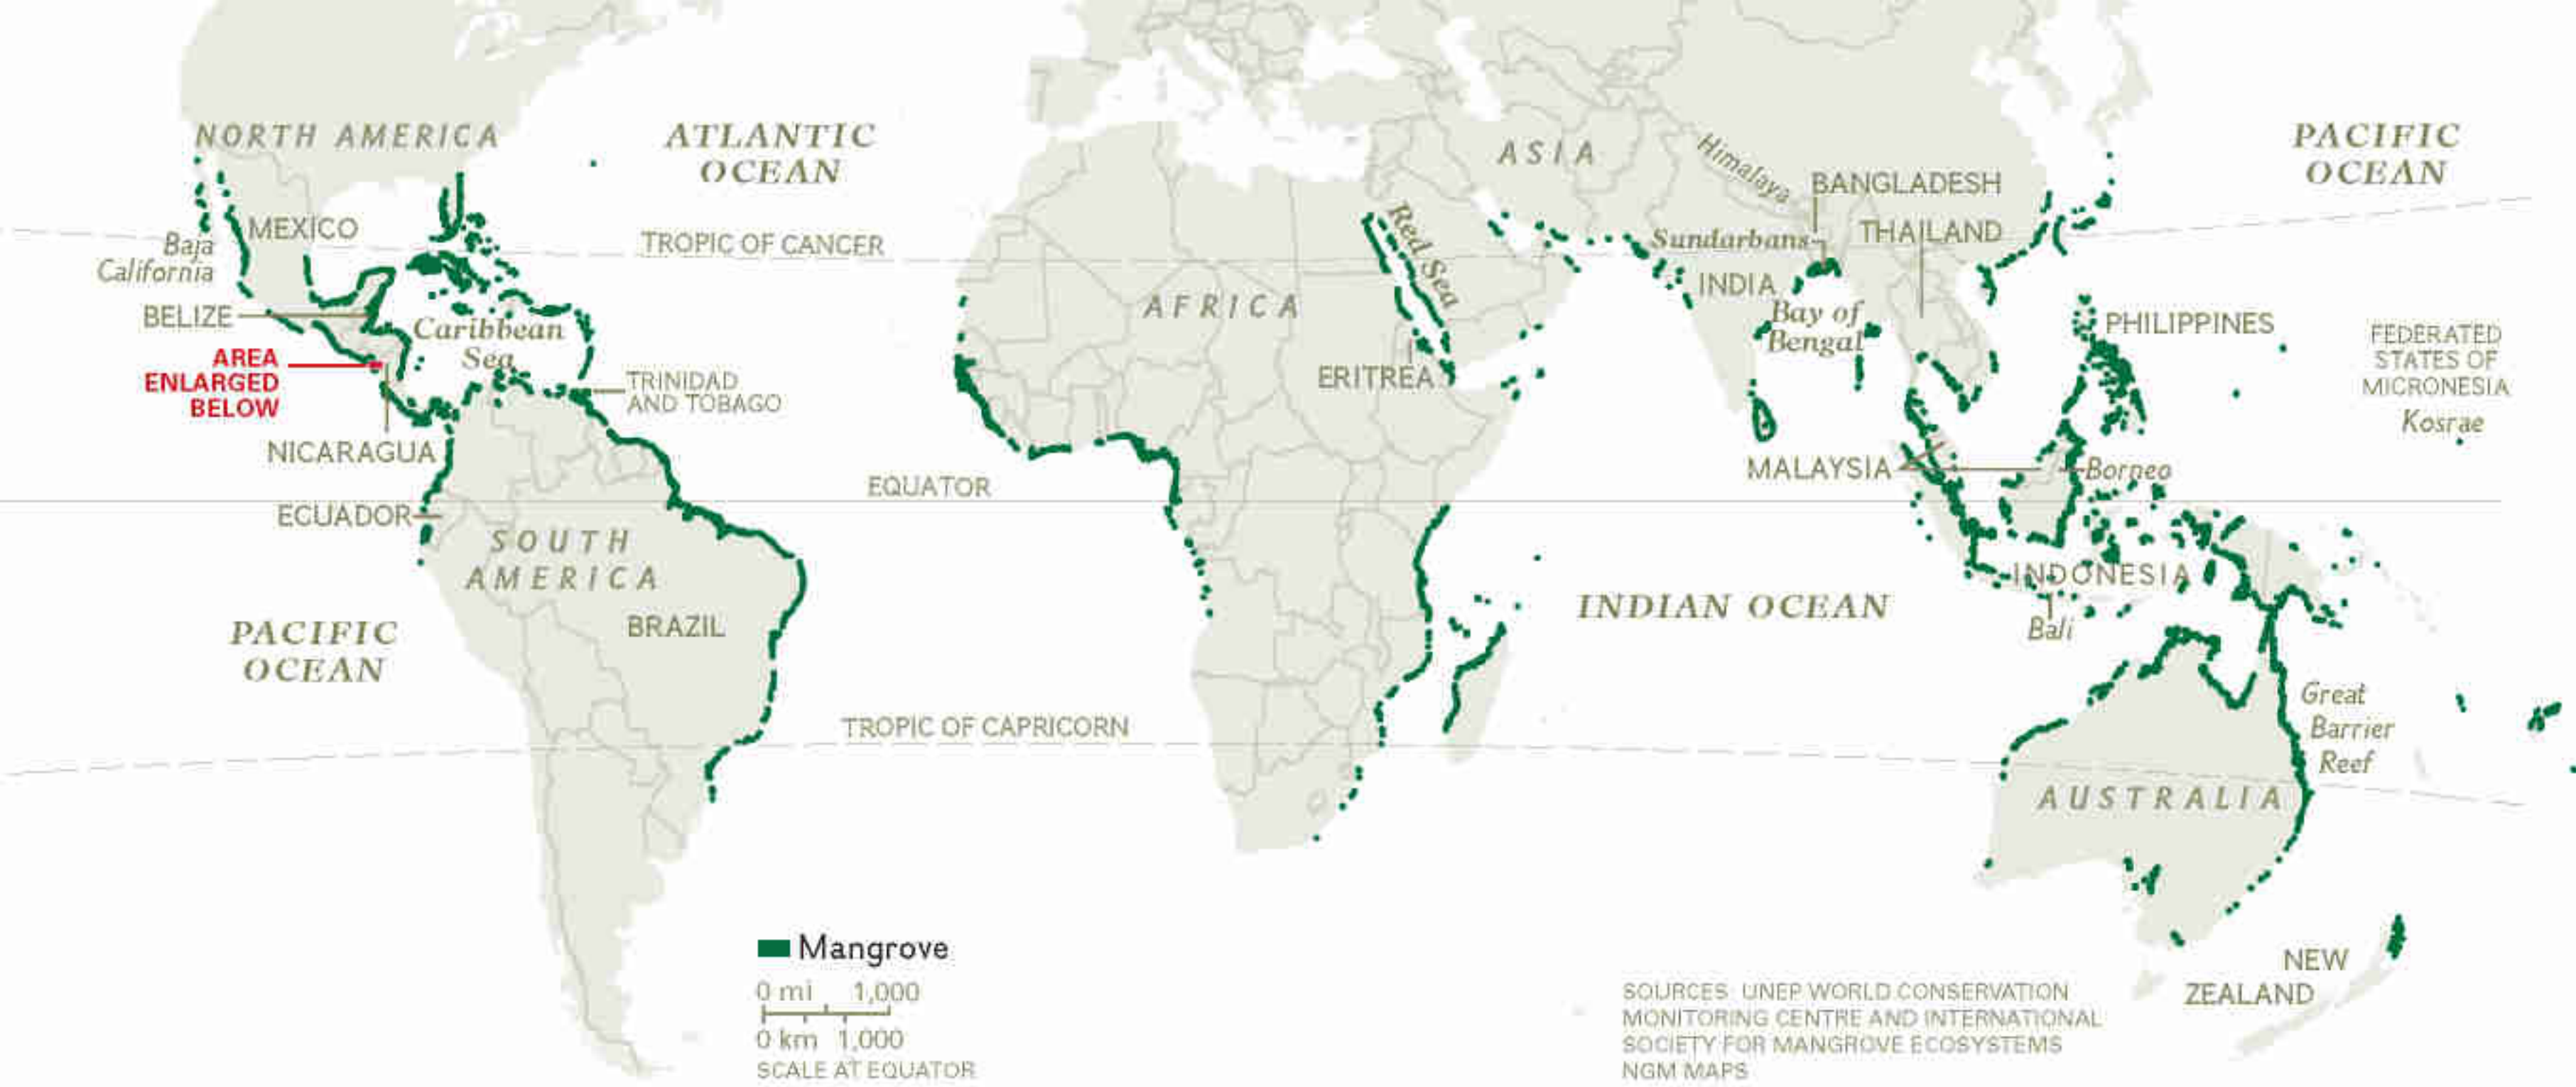 NORTH AMERICA
ATLANTIC
OCEAN
ASIA
Himalaya
PACIFIC
OCEAN
BANGLADESH
MEXICO
Baja
California
TROPIC OF CANCER
Red Sea
Sundarbans
THAILAND
INDIA
BELIZE
Caribbean
Sea
AFRICA
Bay of
Bengal
PHILIPPINES
FEDERATED
STATES OF
MICRONESIA
Kosrae
AREA
ENLARGED
BELOW
TRINIDAD
AND TOBAGO
ERITREA
NICARAGUA
MALAYSIA
Borneo
EQUATOR
ECUADOR
SOUTH
AMERICA
INDONESIA
BRAZIL
INDIAN OCEAN
Bali
PACIFIC
OCEAN
Great
Barrier
Reef
TROPIC OF CAPRICORN
AUSTRALIA
Mangrove
0 mi 1,000
0 km 1,000
SCALE AT EQUATOR
NEW
ZEALAND
SOURCES UNEP WORLD CONSERVATION
MONITORING CENTRE AND INTERNATIONAL
SOCIETY FOR MANGROVE ECOSYSTEMS
NGM MAPS